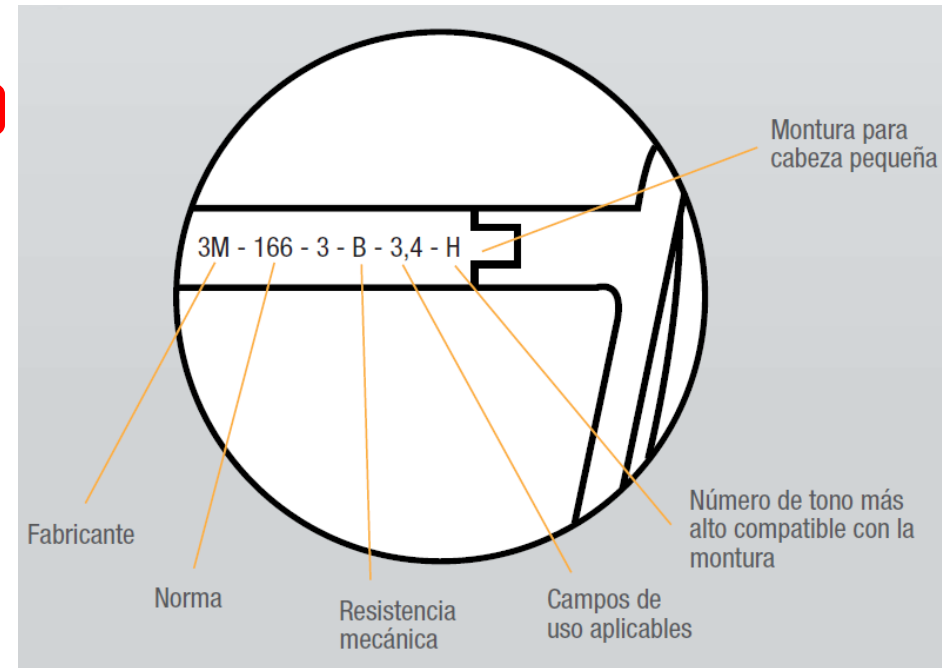 Montura para
cabeza pequeña
3M - 166 - 3 - B - 3,4 - H
Fabricante
Norma
Resistencia
mecánica
Campos de
uso aplicables
Número de tono más
alto compatible con la
montura